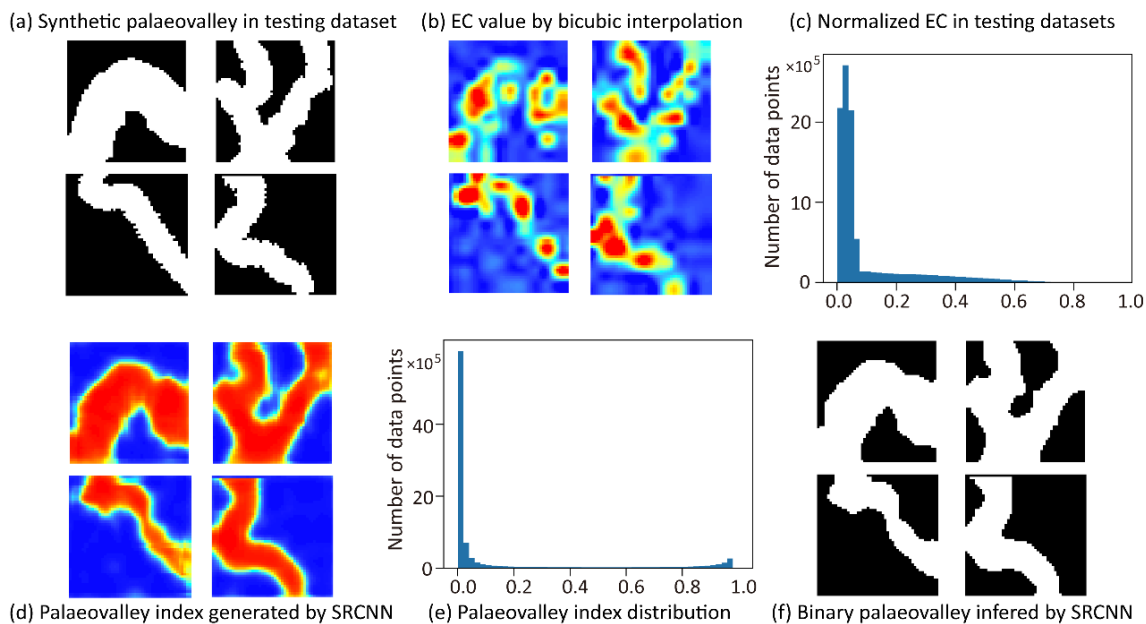 (a) Synthetic palaeovalley in testing dataset
(b) EC value by bicubic interpolation
(c) Normalized EC in testing datasets
×10⁵
20
10
0
Number of data points
0.0 0.2 0.4 0.6 0.8 1.0
×10⁵
40
20
0
Number of data points
0.0 0.2 0.4 0.6 0.8 1.0
(d) Palaeovalley index generated by SRCNN
(e) Palaeovalley index distribution
(f) Binary palaeovalley infered by SRCNN